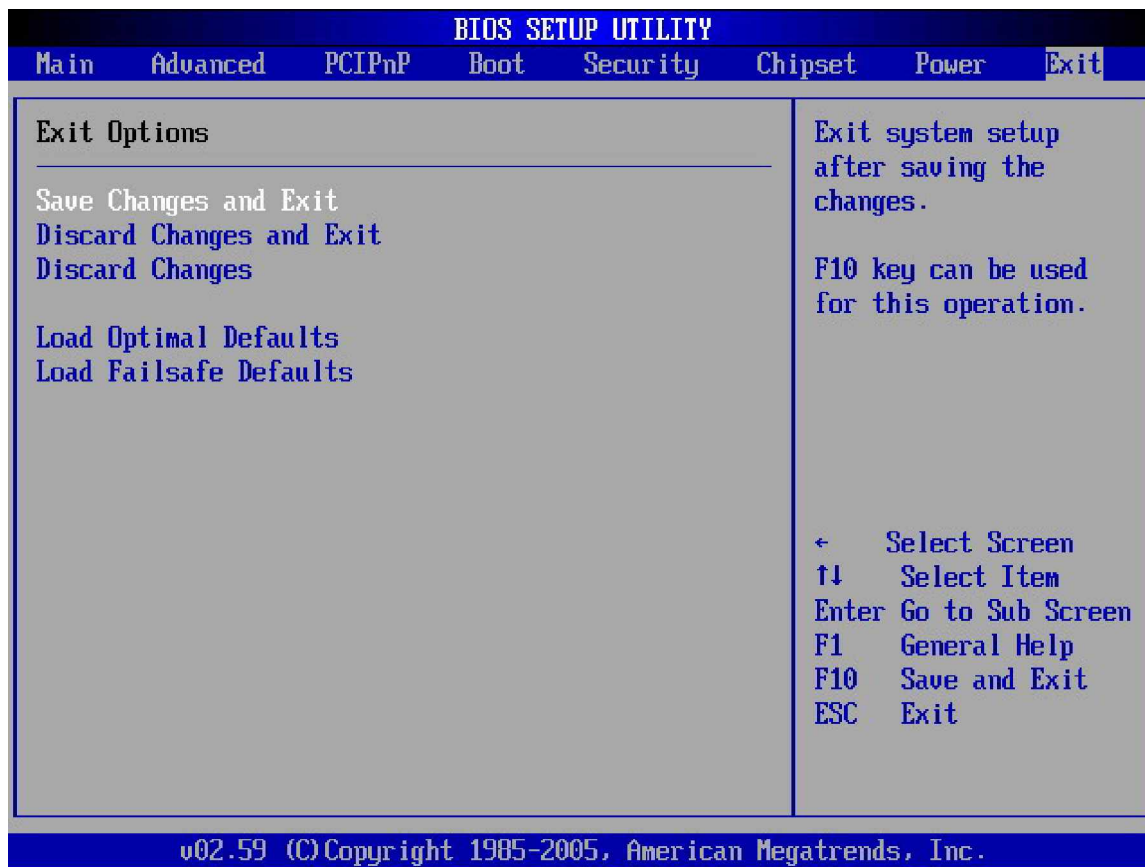 BIOS SETUP UTILITY
Main Advanced PCIPnP Boot Security Chipset Power Exit
Exit Options
Save Changes and Exit
Discard Changes and Exit
Discard Changes
Load Optimal Defaults
Load Failsafe Defaults
Exit system setup
after saving the
changes.
F10 key can be used
for this operation.
← Select Screen
↑↓ Select Item
Enter Go to Sub Screen
F1 General Help
F10 Save and Exit
ESC Exit
v02.59 (C)Copyright 1985-2005, American Megatrends, Inc.